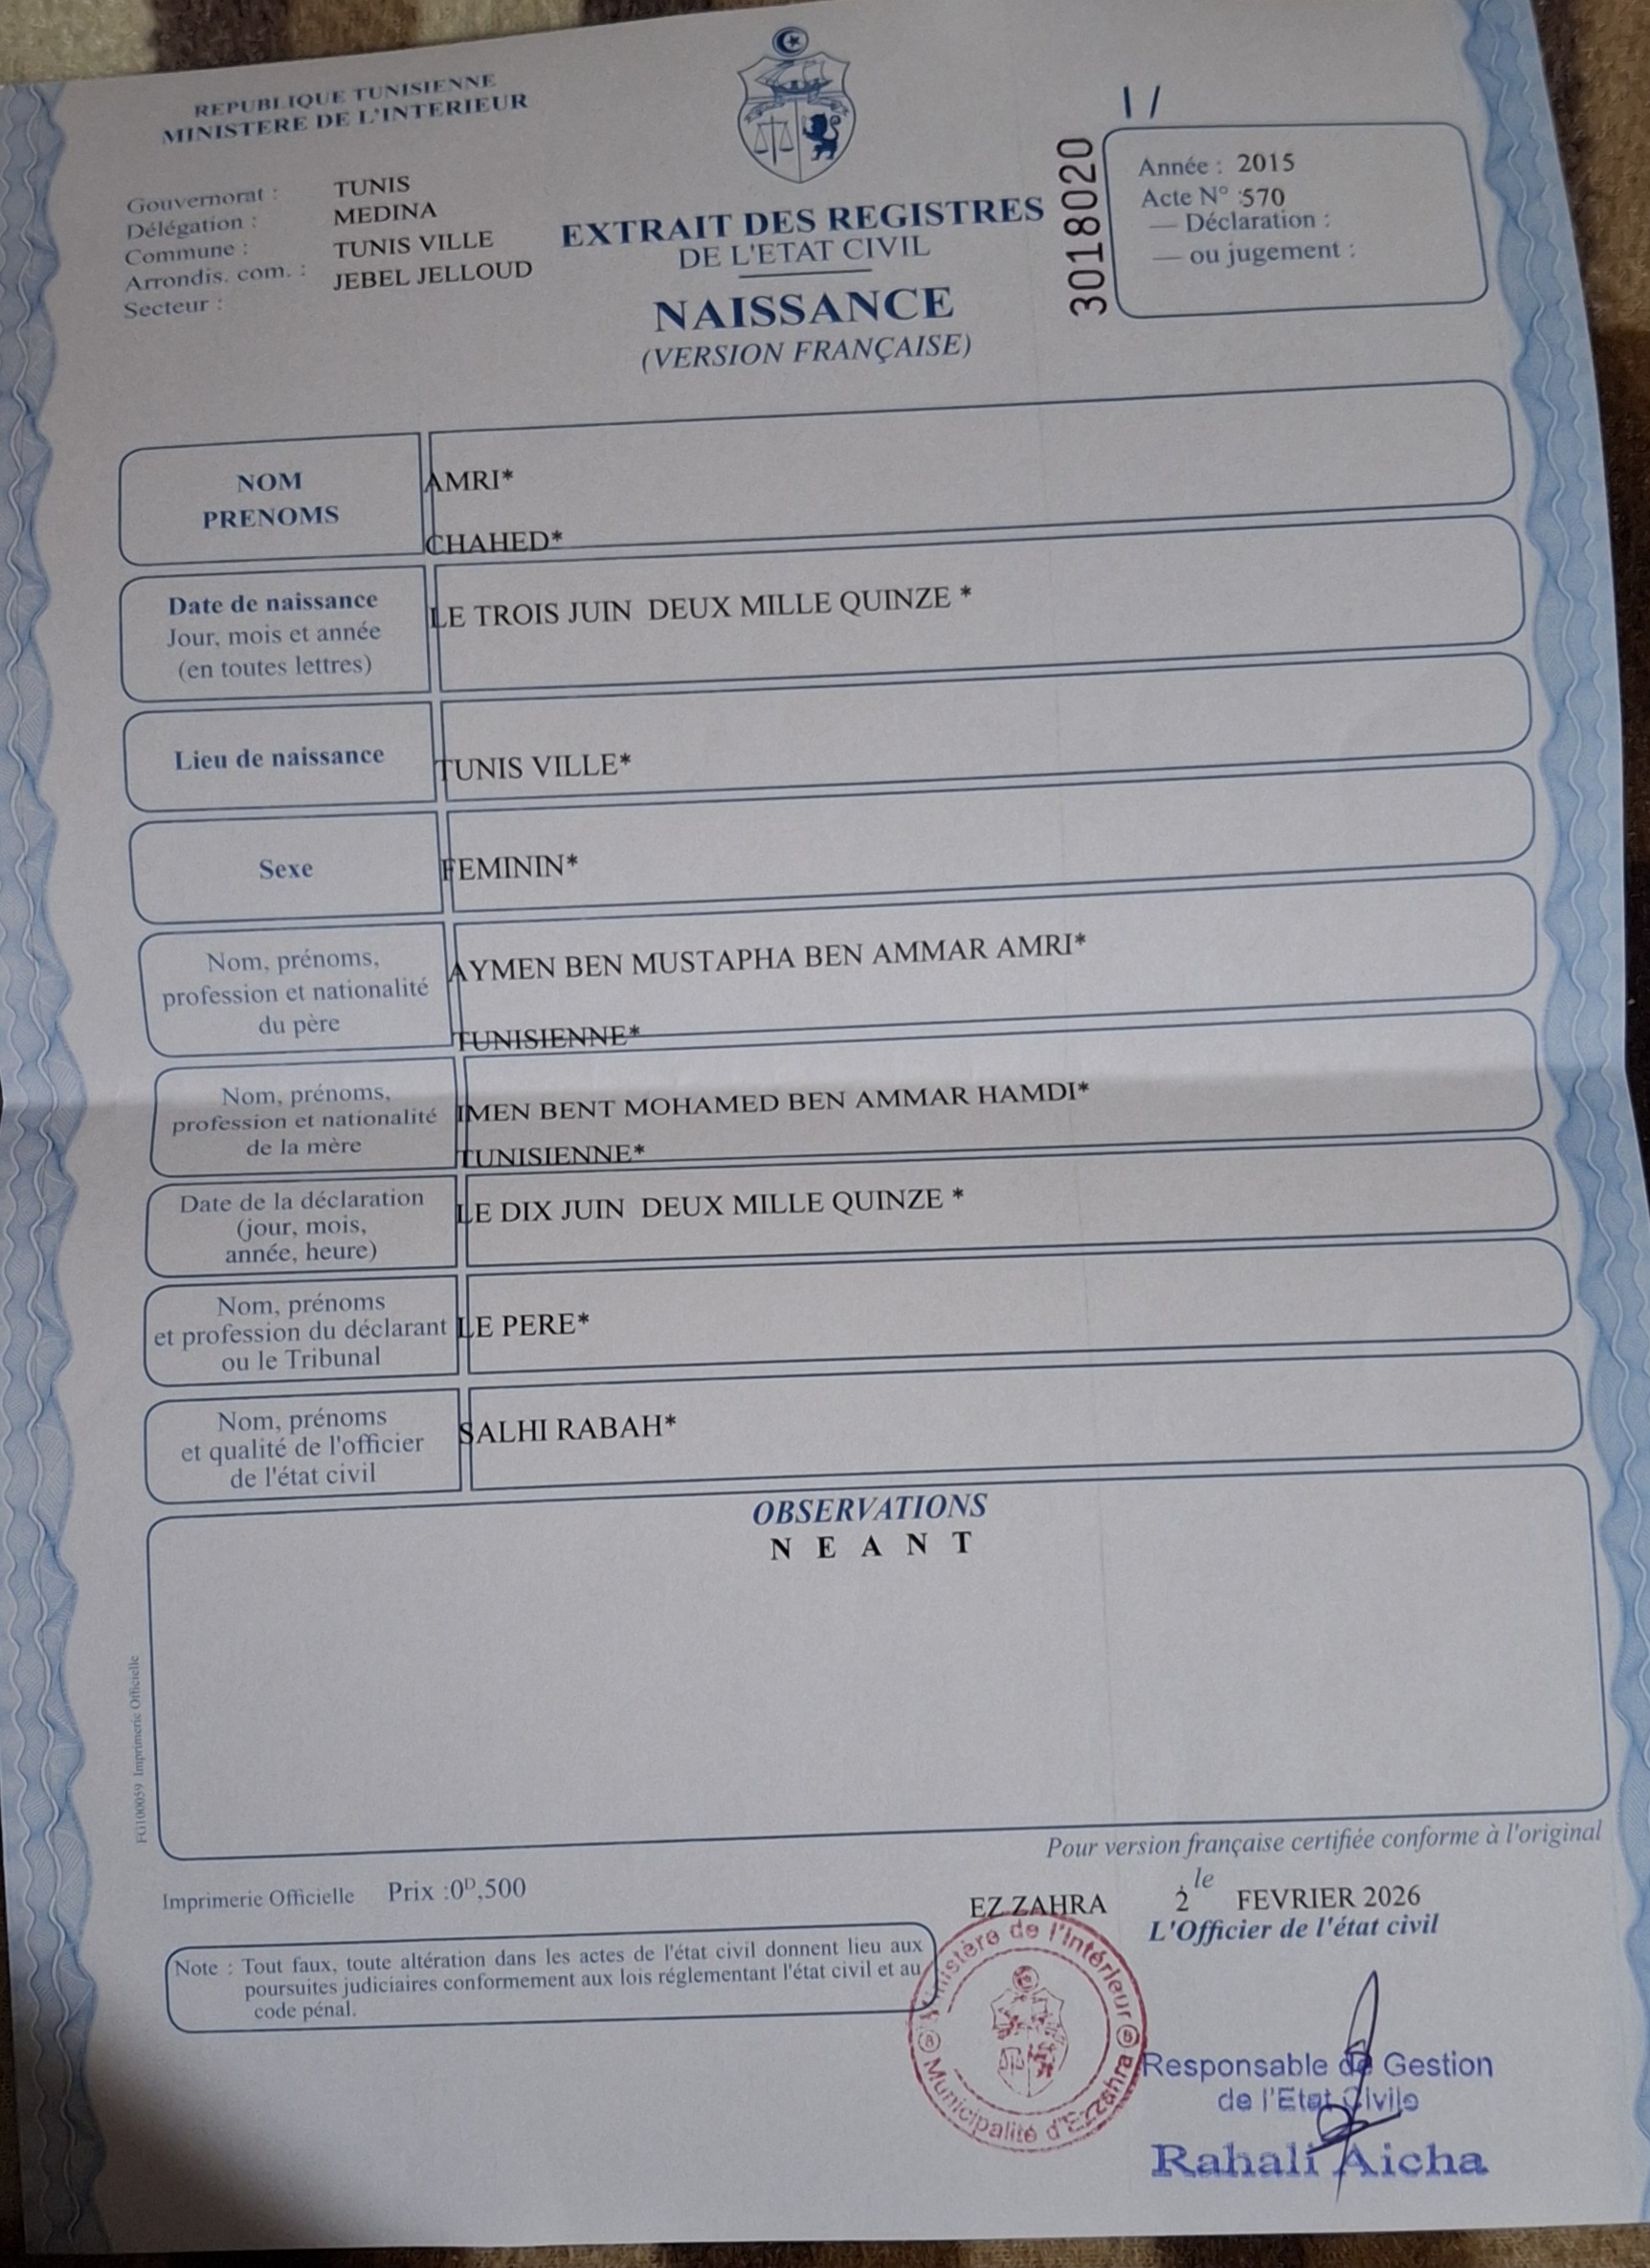 REPUBLIQUE TUNISIENNE
MINISTERE DE L'INTERIEUR
Gouvernorat : TUNIS
Délégation : MEDINA
Commune : TUNIS VILLE
Arrondis. com. : JEBEL JELLOUD
Secteur :
EXTRAIT DES REGISTRES
DE L'ETAT CIVIL
NAISSANCE
(VERSION FRANÇAISE)
3018020
1 /
Année : 2015
Acte N° :570
— Déclaration :
— ou jugement :
NOM
PRENOMS
AMRI*
CHAHED*
Date de naissance
Jour, mois et année
(en toutes lettres)
LE TROIS JUIN DEUX MILLE QUINZE *
Lieu de naissance
TUNIS VILLE*
Sexe
FEMININ*
Nom, prénoms,
profession et nationalité
du père
AYMEN BEN MUSTAPHA BEN AMMAR AMRI*
TUNISIENNE*
Nom, prénoms,
profession et nationalité
de la mère
IMEN BENT MOHAMED BEN AMMAR HAMDI*
TUNISIENNE*
Date de la déclaration
(jour, mois,
année, heure)
LE DIX JUIN DEUX MILLE QUINZE *
Nom, prénoms
et profession du déclarant
ou le Tribunal
LE PERE*
Nom, prénoms
et qualité de l'officier
de l'état civil
SALHI RABAH*
OBSERVATIONS
N E A N T
FG100059 Imprimerie Officielle
Pour version française certifiée conforme à l'original
Imprimerie Officielle Prix :0ᴰ,500
EZ ZAHRA , le 2 FEVRIER 2026
L'Officier de l'état civil
Note : Tout faux, toute altération dans les actes de l'état civil donnent lieu aux
poursuites judiciaires conformement aux lois réglementant l'état civil et au
code pénal.
Ministère de l'Intérieur
Municipalité d'Ezzahra
Responsable de Gestion
de l'Etat Civile
Rahali Aicha